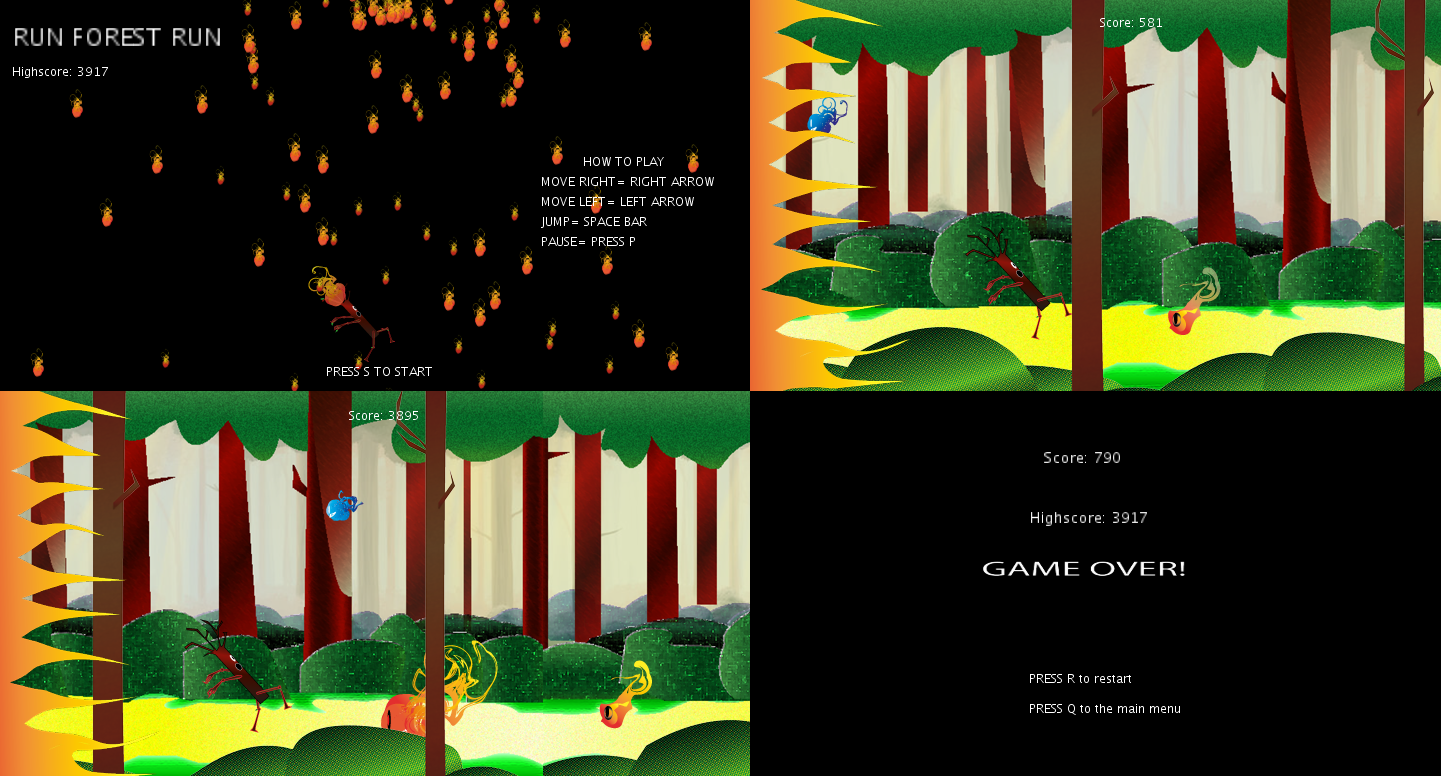 RUN FOREST RUN
Highscore: 3917
HOW TO PLAY
MOVE RIGHT= RIGHT ARROW
MOVE LEFT= LEFT ARROW
JUMP= SPACE BAR
PAUSE= PRESS P
PRESS S TO START
Score: 581
Score: 3895
Score: 790
Highscore: 3917
GAME OVER!
PRESS R to restart
PRESS Q to the main menu